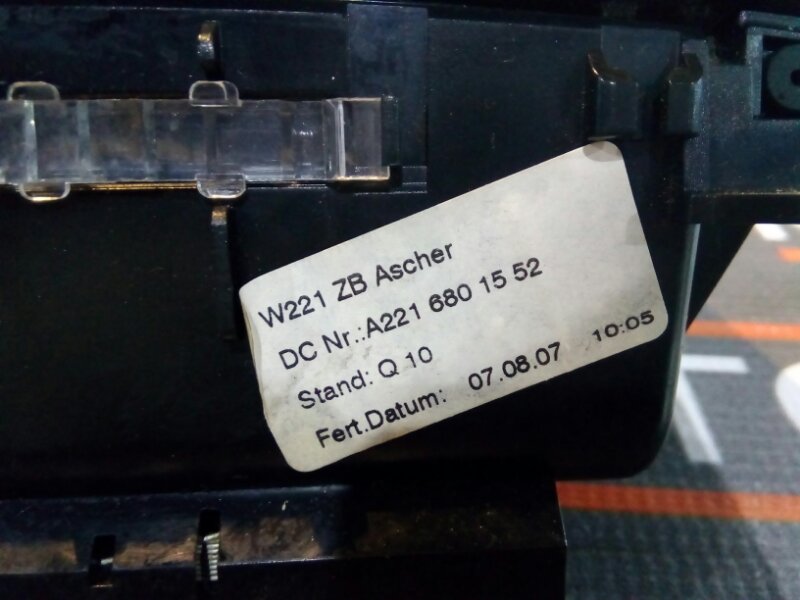 W221 ZB Ascher
DC Nr.:A221 680 15 52
Stand: Q 10
Fert.Datum: 07.08.07 10:05